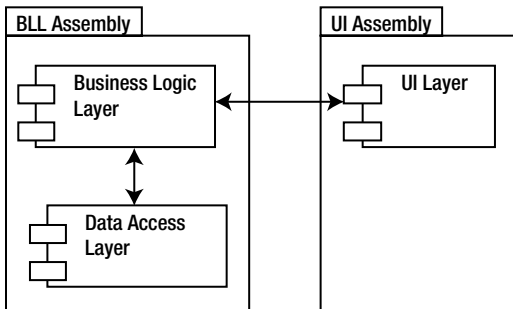 BLL Assembly
UI Assembly
Business Logic
Layer
UI Layer
Data Access
Layer